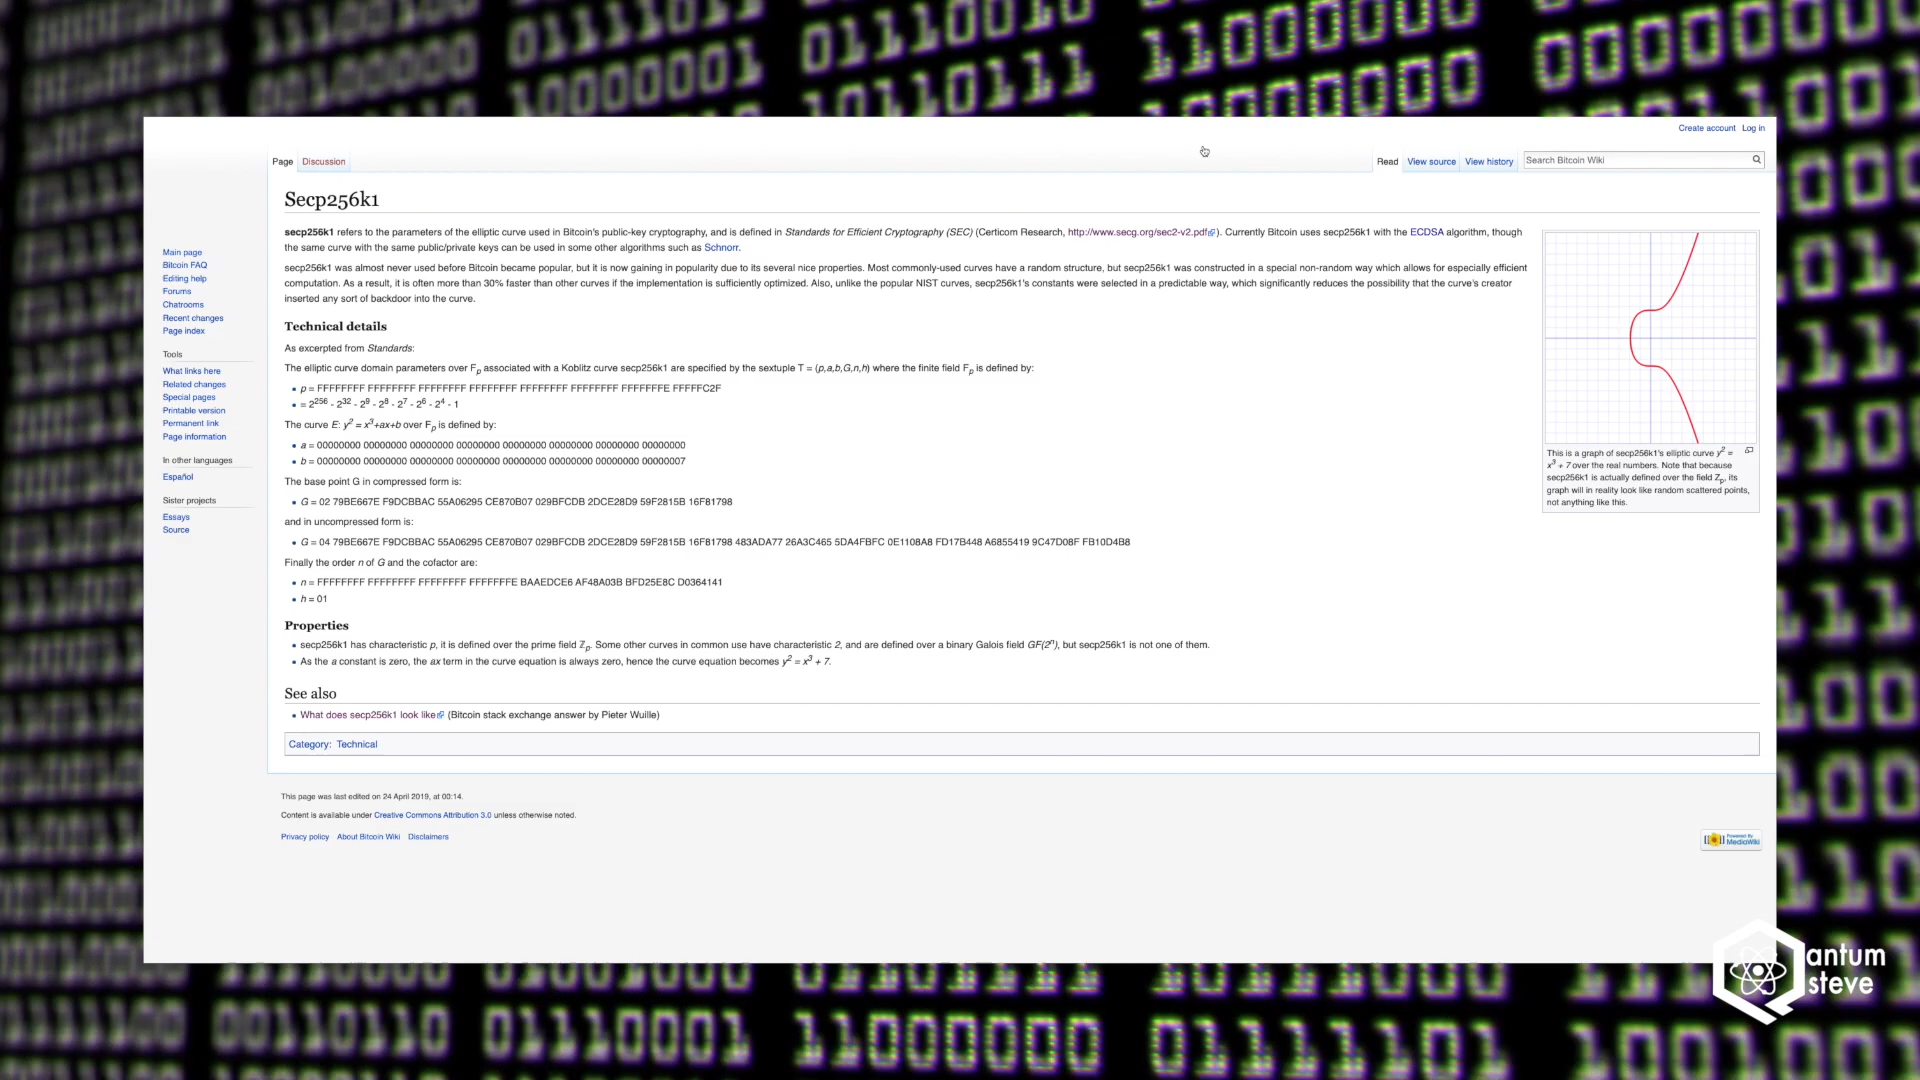 Create account Log in
Page Discussion Read View source View history Search Bitcoin Wiki
Secp256k1
secp256k1 refers to the parameters of the elliptic curve used in Bitcoin's public-key cryptography, and is defined in Standards for Efficient Cryptography (SEC) (Certicom Research, http://www.secg.org/sec2-v2.pdf). Currently Bitcoin uses secp256k1 with the ECDSA algorithm, though
the same curve with the same public/private keys can be used in some other algorithms such as Schnorr.
secp256k1 was almost never used before Bitcoin became popular, but it is now gaining in popularity due to its several nice properties. Most commonly-used curves have a random structure, but secp256k1 was constructed in a special non-random way which allows for especially efficient
computation. As a result, it is often more than 30% faster than other curves if the implementation is sufficiently optimized. Also, unlike the popular NIST curves, secp256k1's constants were selected in a predictable way, which significantly reduces the possibility that the curve's creator
inserted any sort of backdoor into the curve.
Technical details
As excerpted from Standards:
The elliptic curve domain parameters over Fp associated with a Koblitz curve secp256k1 are specified by the sextuple T = (p,a,b,G,n,h) where the finite field Fp is defined by:
• p = FFFFFFFF FFFFFFFF FFFFFFFF FFFFFFFF FFFFFFFF FFFFFFFF FFFFFFFE FFFFFC2F
• = 2^256 - 2^32 - 2^9 - 2^8 - 2^7 - 2^6 - 2^4 - 1
The curve E: y² = x³+ax+b over Fp is defined by:
• a = 00000000 00000000 00000000 00000000 00000000 00000000 00000000 00000000
• b = 00000000 00000000 00000000 00000000 00000000 00000000 00000000 00000007
The base point G in compressed form is:
• G = 02 79BE667E F9DCBBAC 55A06295 CE870B07 029BFCDB 2DCE28D9 59F2815B 16F81798
and in uncompressed form is:
• G = 04 79BE667E F9DCBBAC 55A06295 CE870B07 029BFCDB 2DCE28D9 59F2815B 16F81798 483ADA77 26A3C465 5DA4FBFC 0E1108A8 FD17B448 A6855419 9C47D08F FB10D4B8
Finally the order n of G and the cofactor are:
• n = FFFFFFFF FFFFFFFF FFFFFFFF FFFFFFFE BAAEDCE6 AF48A03B BFD25E8C D0364141
• h = 01
Properties
• secp256k1 has characteristic p, it is defined over the prime field ℤp. Some other curves in common use have characteristic 2, and are defined over a binary Galois field GF(2ⁿ), but secp256k1 is not one of them.
• As the a constant is zero, the ax term in the curve equation is always zero, hence the curve equation becomes y² = x³ + 7.
See also
• What does secp256k1 look like (Bitcoin stack exchange answer by Pieter Wuille)
Category: Technical
This is a graph of secp256k1's elliptic curve y² =
x³ + 7 over the real numbers. Note that because
secp256k1 is actually defined over the field Zp, its
graph will in reality look like random scattered points,
not anything like this.
Main page
Bitcoin FAQ
Editing help
Forums
Chatrooms
Recent changes
Page index
Tools
What links here
Related changes
Special pages
Printable version
Permanent link
Page information
In other languages
Español
Sister projects
Essays
Source
This page was last edited on 24 April 2019, at 00:14.
Content is available under Creative Commons Attribution 3.0 unless otherwise noted.
Privacy policy About Bitcoin Wiki Disclaimers
Powered By
MediaWiki
Qantum
steve